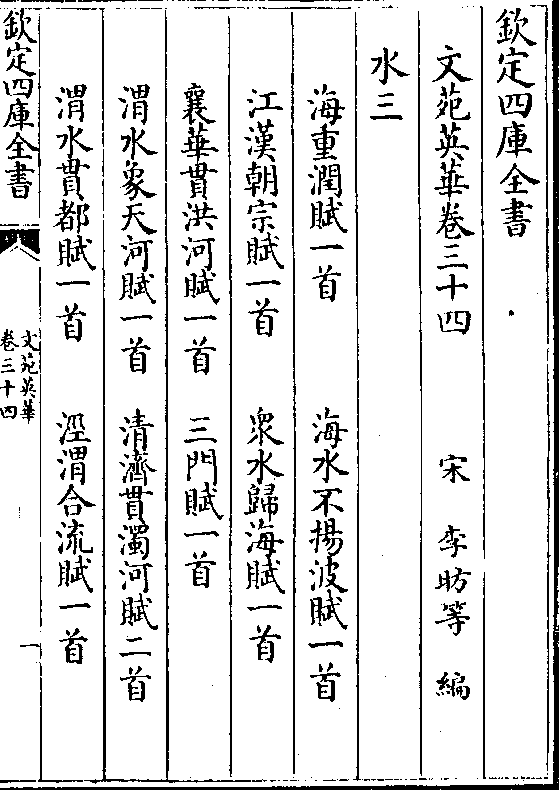 欽定四庫全書
文苑英華卷三十四 宋 李昉等 編
水三
海重潤賦一首 海水不揚波賦一首
江漢朝宗賦一首 衆水歸海賦一首
襄華貫洪河賦一首 三門賦一首
渭水象天河賦一首 清濟貫濁河賦二首
渭水貫都賦一首 涇渭合流賦一首
欽定四庫全書 文苑英華 卷三十四 一